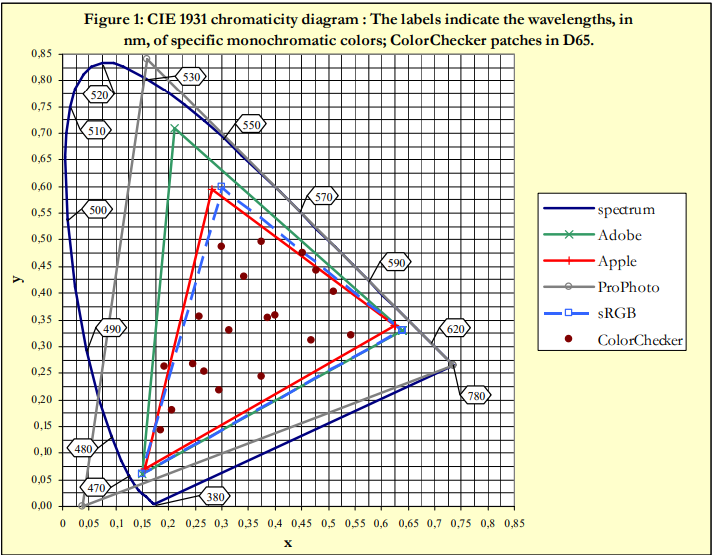 Figure 1: CIE 1931 chromaticity diagram : The labels indicate the wavelengths, in
nm, of specific monochromatic colors; ColorChecker patches in D65.
0,85
0,80
0,75
0,70
0,65
0,60
0,55
0,50
0,45
0,40
0,35
0,30
0,25
0,20
0,15
0,10
0,05
0,00
y
520
530
510
550
500
570
590
490
620
480
780
470
380
0 0,05 0,1 0,15 0,2 0,25 0,3 0,35 0,4 0,45 0,5 0,55 0,6 0,65 0,7 0,75 0,8 0,85
x
spectrum
Adobe
Apple
ProPhoto
sRGB
ColorChecker